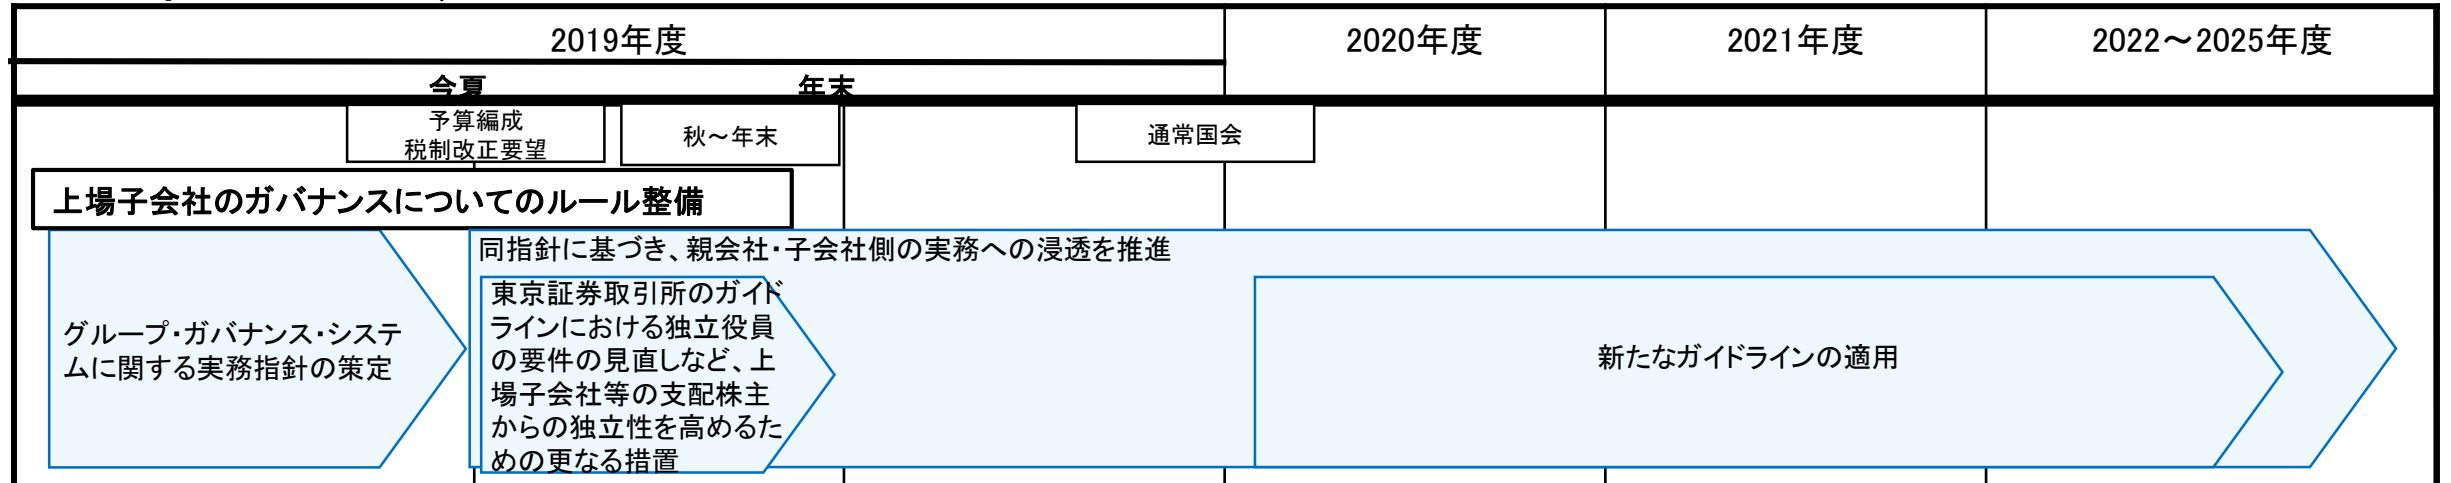 2019年度
2020年度
2021年度
2022～2025年度
今夏
年末
予算編成
税制改正要望
秋～年末
通常国会
上場子会社のガバナンスについてのルール整備
グループ・ガバナンス・システ
ムに関する実務指針の策定
同指針に基づき、親会社・子会社側の実務への浸透を推進
東京証券取引所のガイド
ラインにおける独立役員
の要件の見直しなど、上
場子会社等の支配株主
からの独立性を高めるた
めの更なる措置
新たなガイドラインの適用